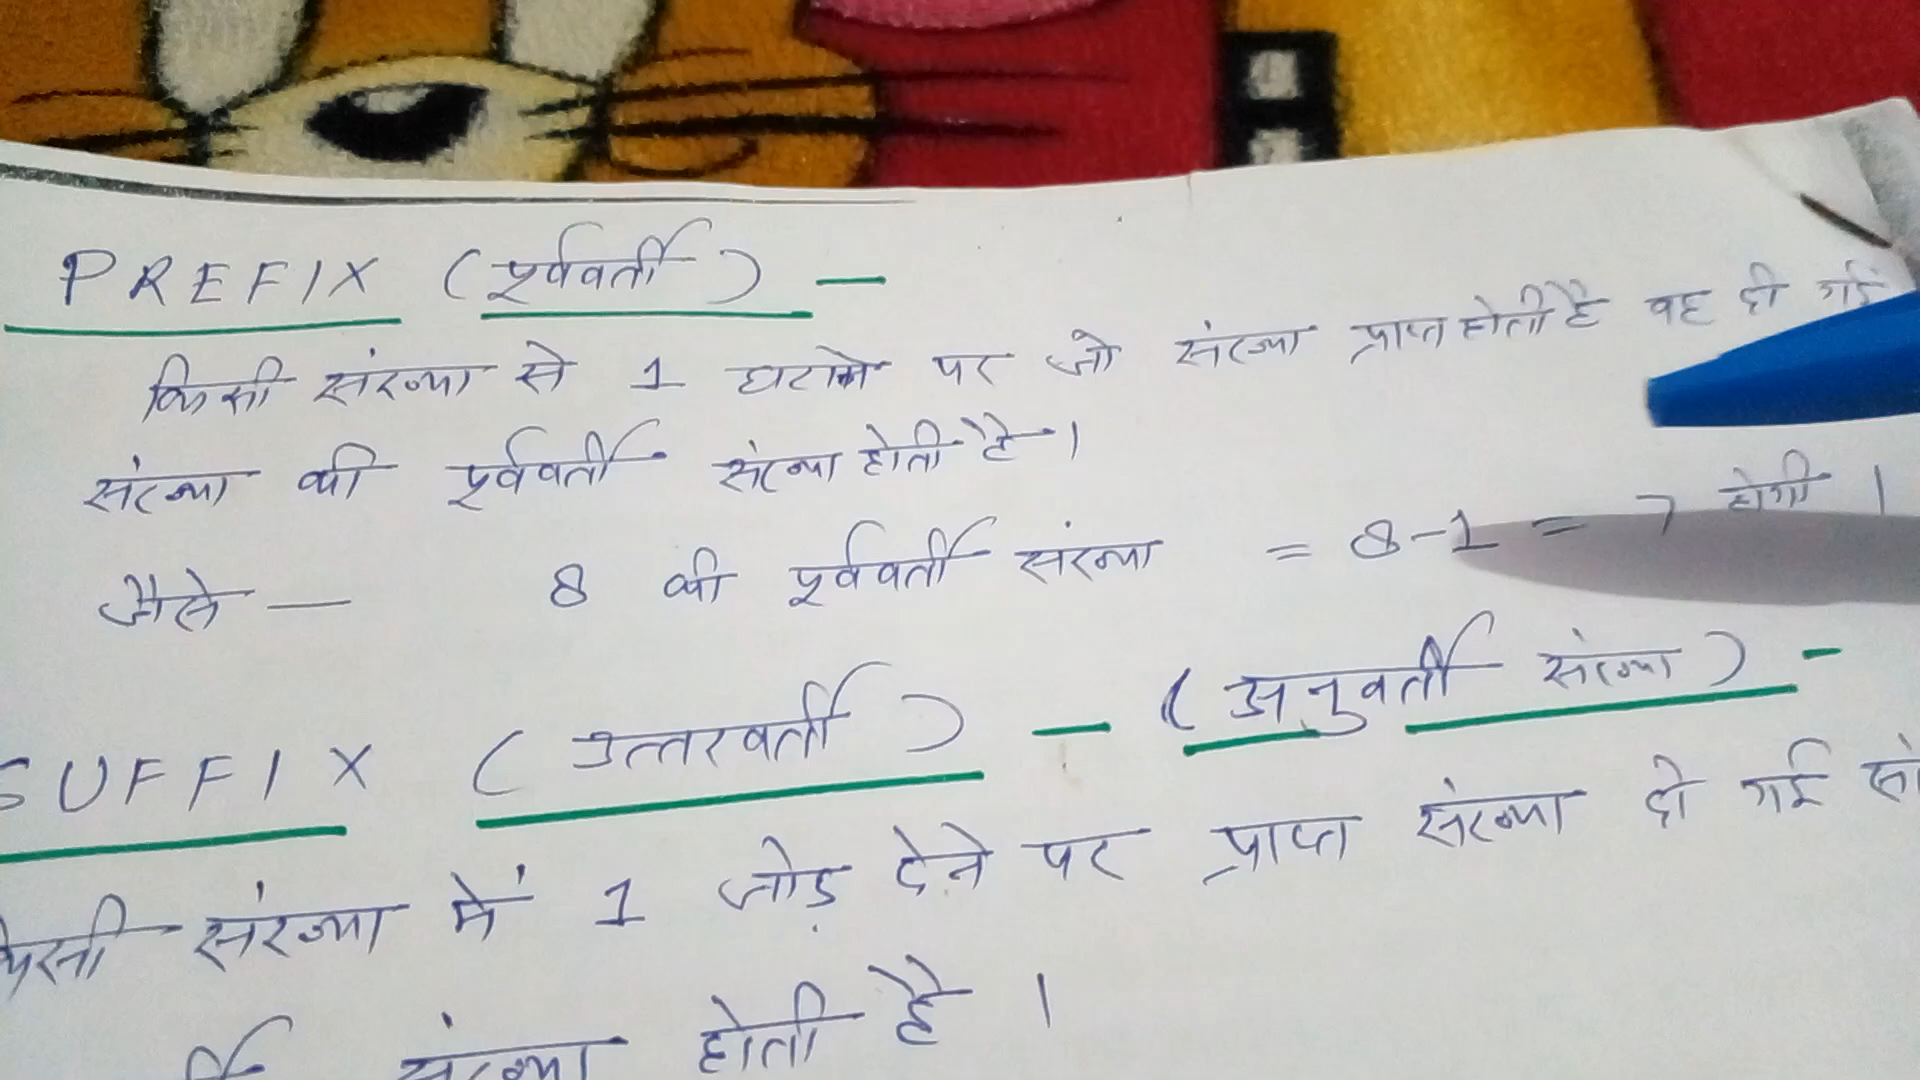 PREFIX (पूर्ववर्ती) –
किसी संख्या से 1 घटाने पर जो संख्या प्राप्त होती है वह दी गई
संख्या की पूर्ववर्ती संख्या होती है ।
जैसे — 8 की पूर्ववर्ती संख्या = 8-1 = 7 होगी ।
SUFFIX (उत्तरवर्ती) – (अनुवर्ती संख्या) –
किसी संख्या में 1 जोड़ देने पर प्राप्त संख्या दी गई
संख्या होती है ।